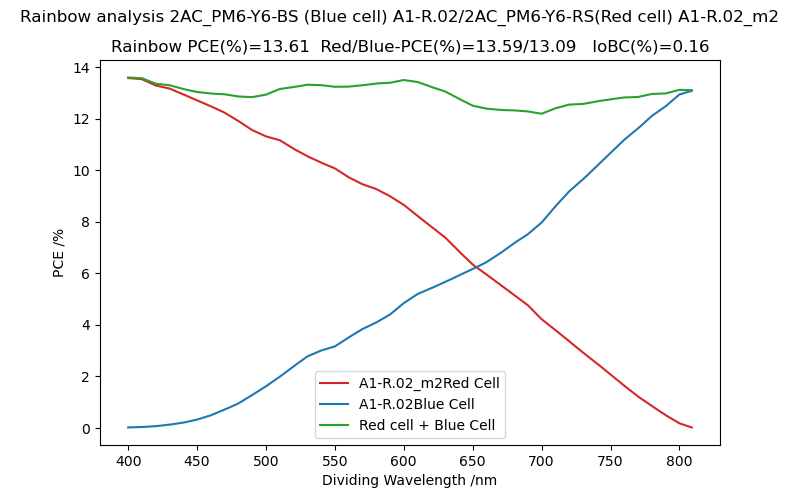 Rainbow analysis 2AC_PM6-Y6-BS (Blue cell) A1-R.02/2AC_PM6-Y6-RS(Red cell) A1-R.02_m2
Rainbow PCE(%)=13.61  Red/Blue-PCE(%)=13.59/13.09   IoBC(%)=0.16
14
12
10
8
6
4
2
0
PCE /%
A1-R.02_m2Red Cell
A1-R.02Blue Cell
Red cell + Blue Cell
400 450 500 550 600 650 700 750 800
Dividing Wavelength /nm